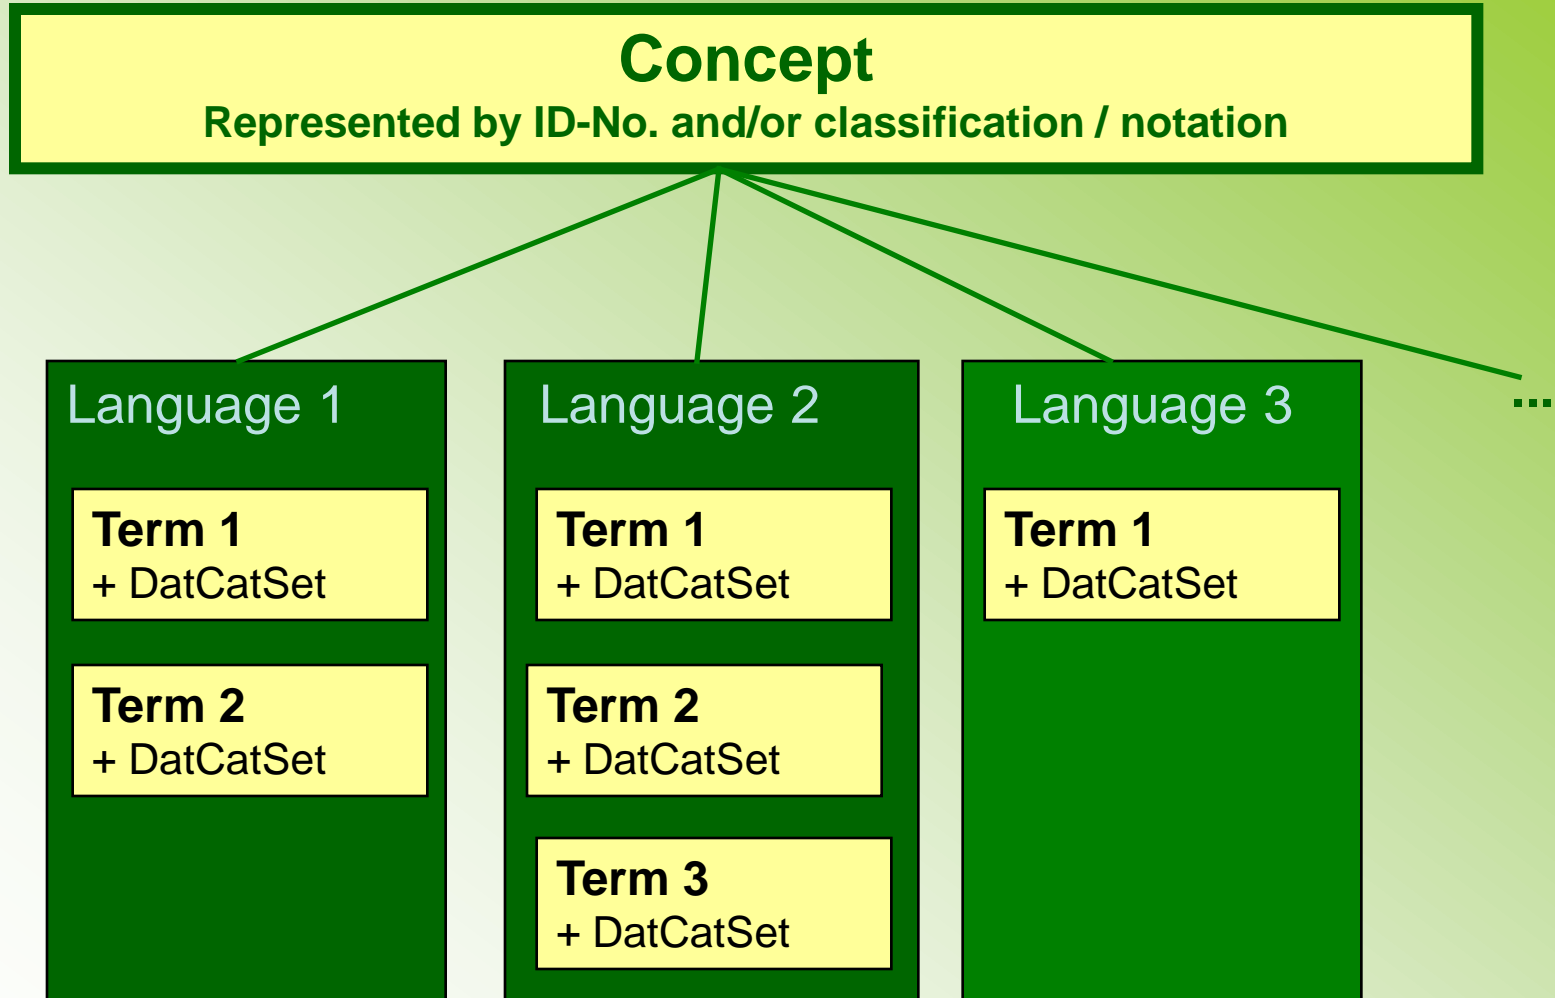 Concept
Represented by ID-No. and/or classification / notation
Language 1
Term 1
+ DatCatSet
Term 2
+ DatCatSet
Language 2
Term 1
+ DatCatSet
Term 2
+ DatCatSet
Term 3
+ DatCatSet
Language 3
Term 1
+ DatCatSet
...